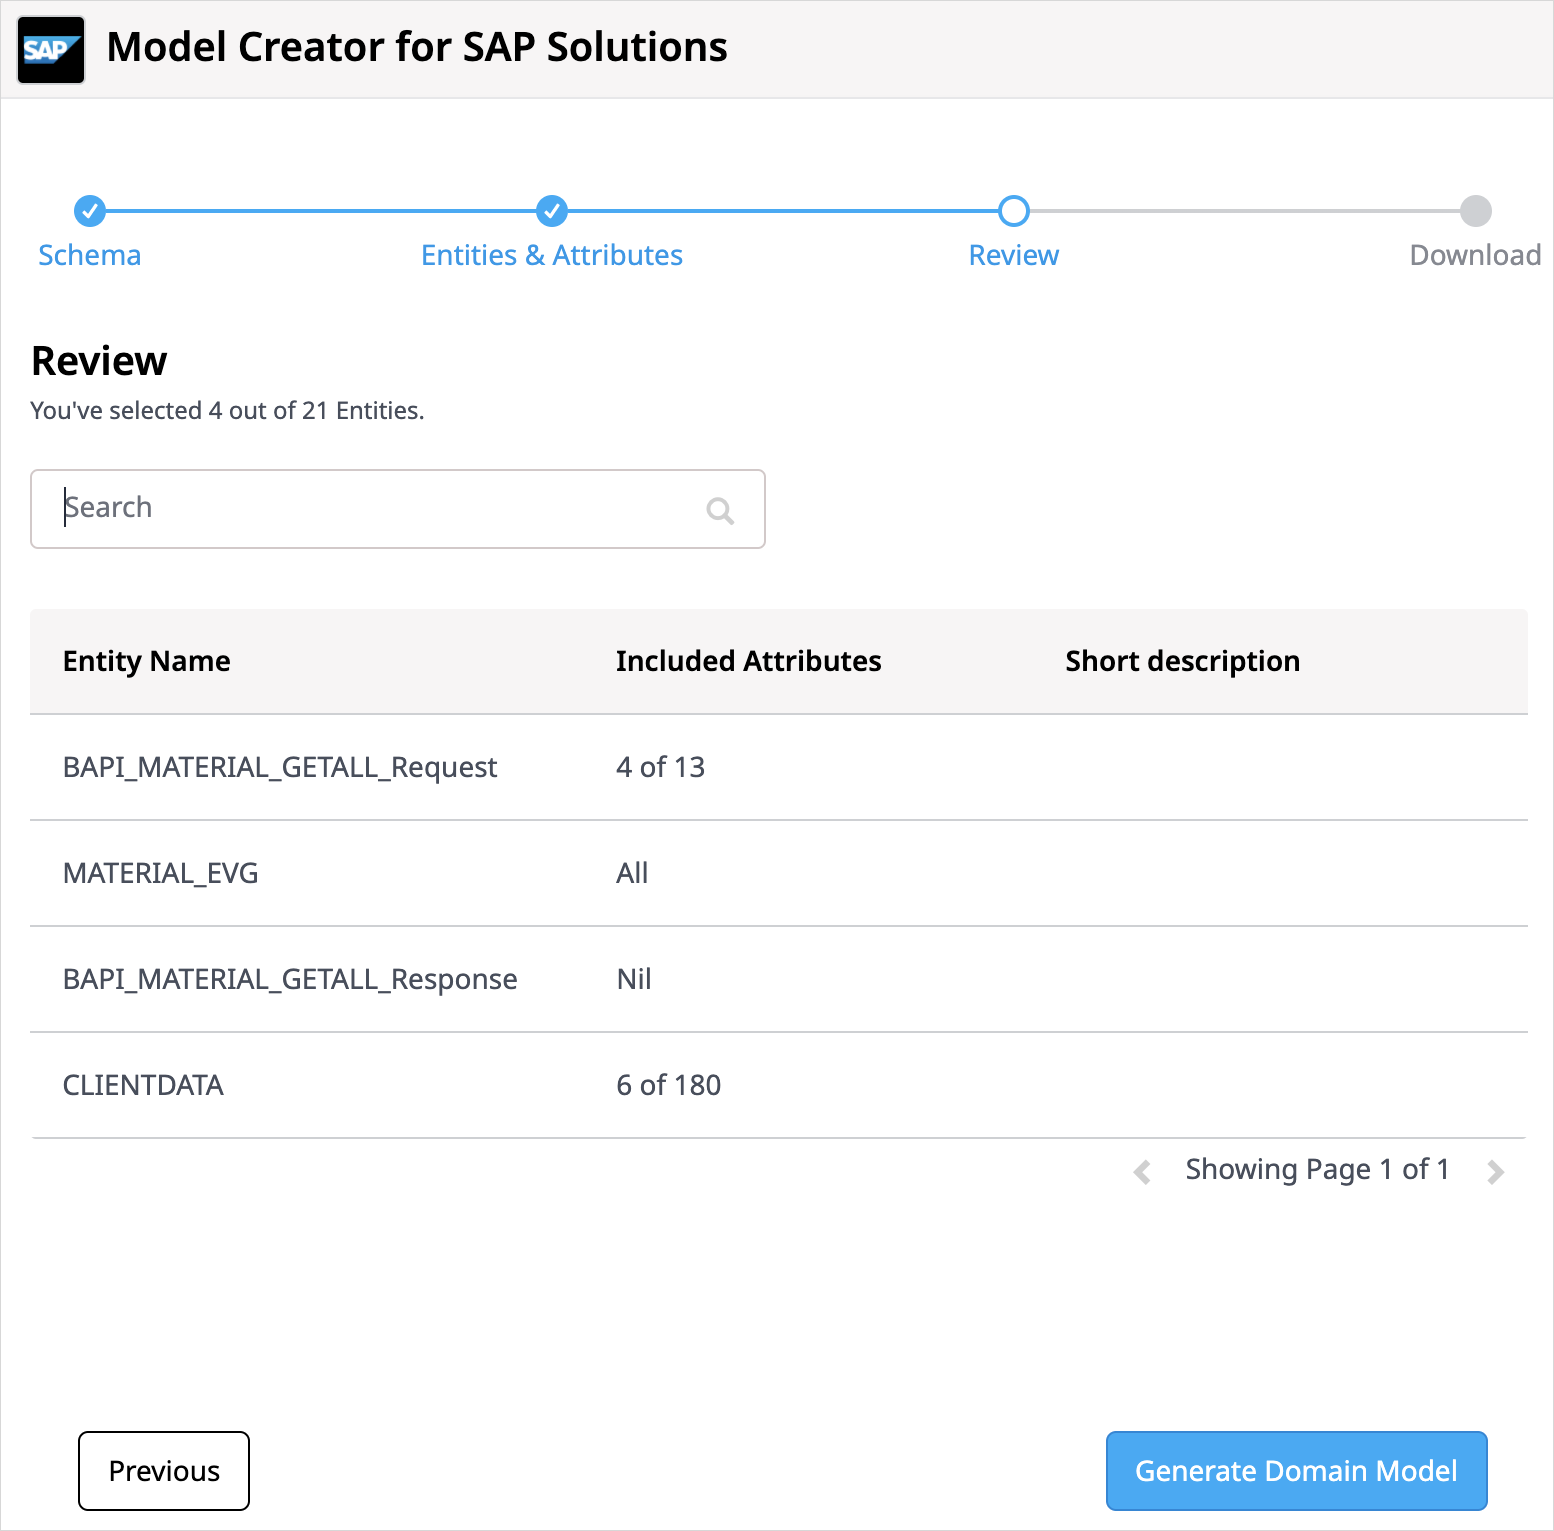 SAP
Model Creator for SAP Solutions
Schema
Entities & Attributes
Review
Download
Review
You've selected 4 out of 21 Entities.
Search
Entity Name
Included Attributes
Short description
BAPI_MATERIAL_GETALL_Request
4 of 13
MATERIAL_EVG
All
BAPI_MATERIAL_GETALL_Response
Nil
CLIENTDATA
6 of 180
Showing Page 1 of 1
Previous
Generate Domain Model